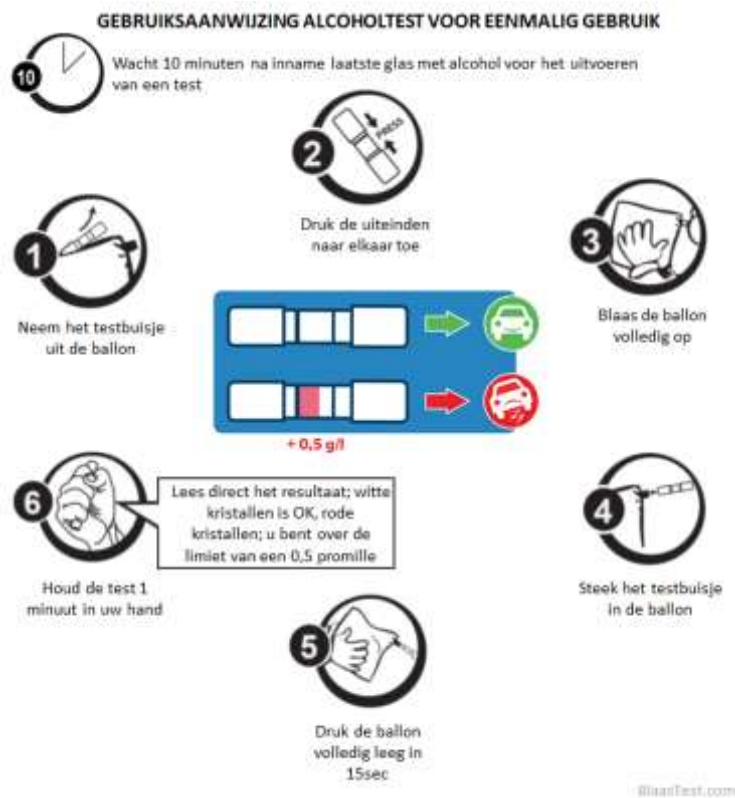 GEBRUIKSAANWIJZING ALCOHOLTEST VOOR EENMALIG GEBRUIK
10
Wacht 10 minuten na inname laatste glas met alcohol voor het uitvoeren
van een test
2
PRESS
Druk de uiteinden
naar elkaar toe
1
Neem het testbuisje
uit de ballon
3
Blaas de ballon
volledig op
+ 0,5 g/l
6
Lees direct het resultaat; witte
kristallen is OK, rode
kristallen; u bent over de
limiet van een 0,5 promille
Houd de test 1
minuut in uw hand
4
Steek het testbuisje
in de ballon
5
Druk de ballon
volledig leeg in
15sec
BlaasTest.com